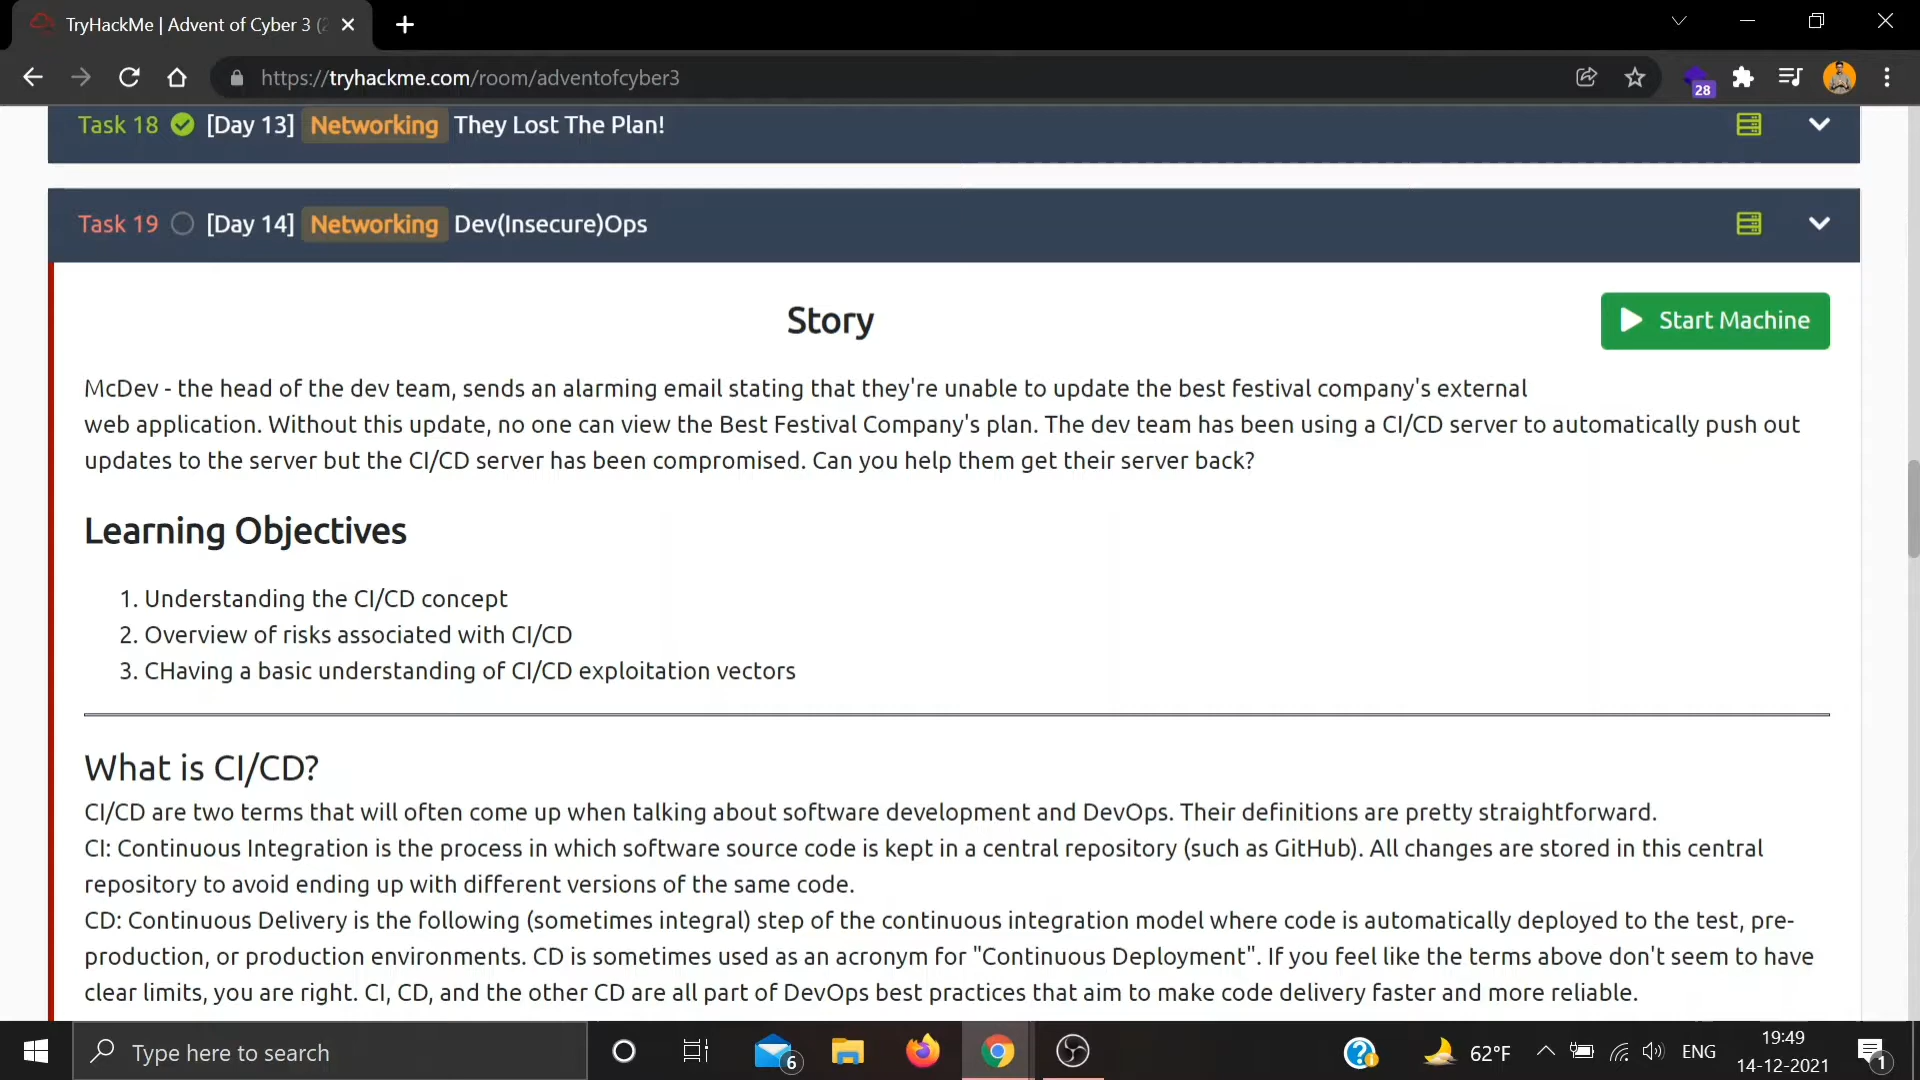 TryHackMe | Advent of Cyber 3 (2
https://tryhackme.com/room/adventofcyber3
28
Task 18 [Day 13] Networking They Lost The Plan!
Task 19 [Day 14] Networking Dev(Insecure)Ops
Story
Start Machine
McDev - the head of the dev team, sends an alarming email stating that they're unable to update the best festival company's external
web application. Without this update, no one can view the Best Festival Company's plan. The dev team has been using a CI/CD server to automatically push out
updates to the server but the CI/CD server has been compromised. Can you help them get their server back?
Learning Objectives
1. Understanding the CI/CD concept
2. Overview of risks associated with CI/CD
3. CHaving a basic understanding of CI/CD exploitation vectors
What is CI/CD?
CI/CD are two terms that will often come up when talking about software development and DevOps. Their definitions are pretty straightforward.
CI: Continuous Integration is the process in which software source code is kept in a central repository (such as GitHub). All changes are stored in this central
repository to avoid ending up with different versions of the same code.
CD: Continuous Delivery is the following (sometimes integral) step of the continuous integration model where code is automatically deployed to the test, pre-
production, or production environments. CD is sometimes used as an acronym for "Continuous Deployment". If you feel like the terms above don't seem to have
clear limits, you are right. CI, CD, and the other CD are all part of DevOps best practices that aim to make code delivery faster and more reliable.
Type here to search
6
62°F
ENG
19:49
14-12-2021
1